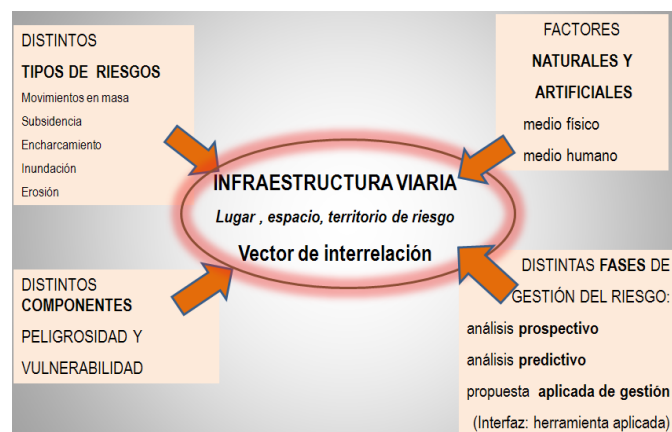 DISTINTOS
TIPOS DE RIESGOS
Movimientos en masa
Subsidencia
Encharcamiento
Inundación
Erosión
FACTORES
NATURALES Y
ARTIFICIALES
medio físico
medio humano
INFRAESTRUCTURA VIARIA
Lugar , espacio, territorio de riesgo
Vector de interrelación
DISTINTOS
COMPONENTES
PELIGROSIDAD Y
VULNERABILIDAD
DISTINTAS FASES DE
GESTIÓN DEL RIESGO:
análisis prospectivo
análisis predictivo
propuesta aplicada de gestión
(Interfaz: herramienta aplicada)